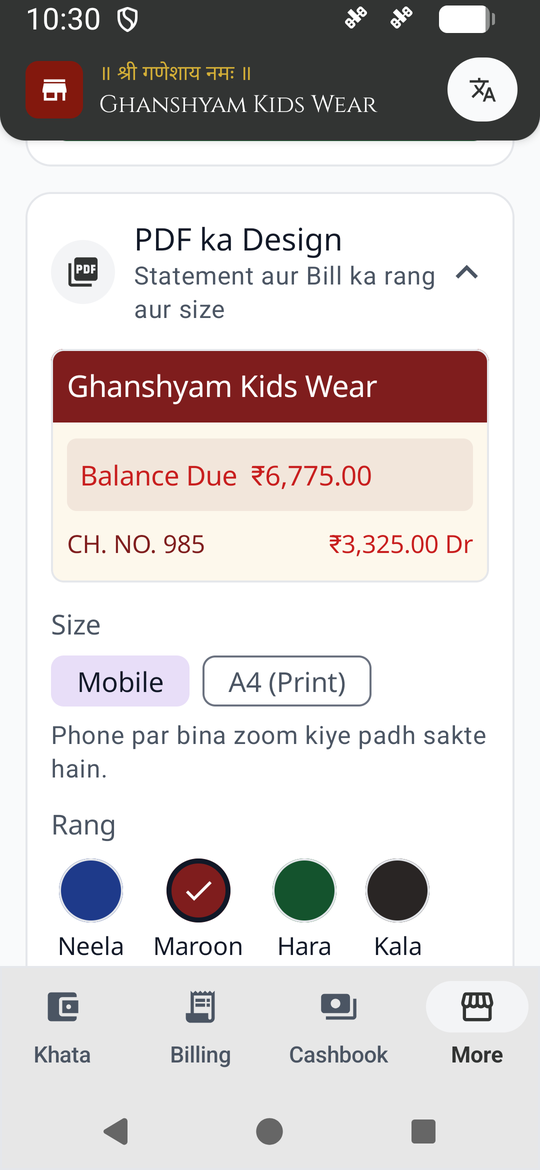 10:30
॥ श्री गणेशाय नमः ॥
Ghanshyam Kids Wear
PDF
PDF ka Design
Statement aur Bill ka rang
aur size
Ghanshyam Kids Wear
Balance Due ₹6,775.00
CH. NO. 985 ₹3,325.00 Dr
Size
Mobile A4 (Print)
Phone par bina zoom kiye padh sakte
hain.
Rang
Neela Maroon Hara Kala
Khata Billing Cashbook More